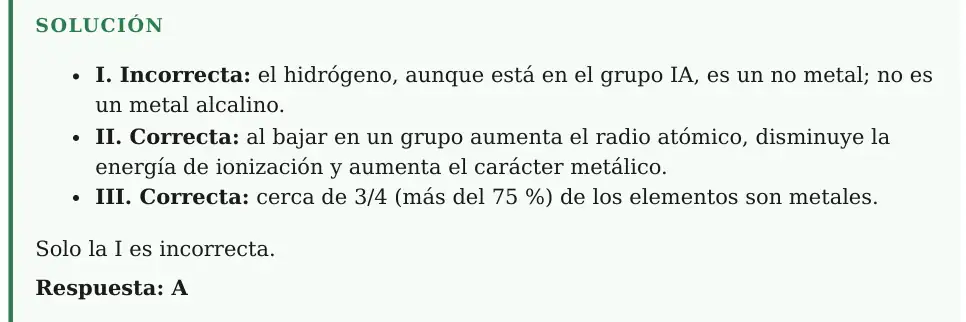 SOLUCIÓN
• I. Incorrecta: el hidrógeno, aunque está en el grupo IA, es un no metal; no es
un metal alcalino.
• II. Correcta: al bajar en un grupo aumenta el radio atómico, disminuye la
energía de ionización y aumenta el carácter metálico.
• III. Correcta: cerca de 3/4 (más del 75 %) de los elementos son metales.
Solo la I es incorrecta.
Respuesta: A